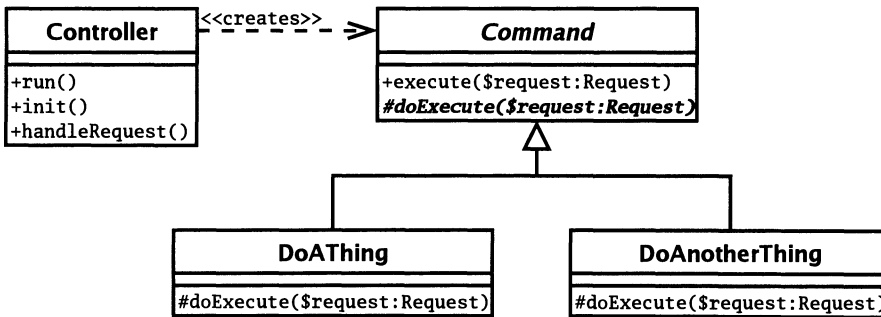 Controller
+run()
+init()
+handleRequest()
<<creates>>
Command
+execute($request:Request)
#doExecute($request:Request)
DoAThing
#doExecute($request:Request)
DoAnotherThing
#doExecute($request:Request)